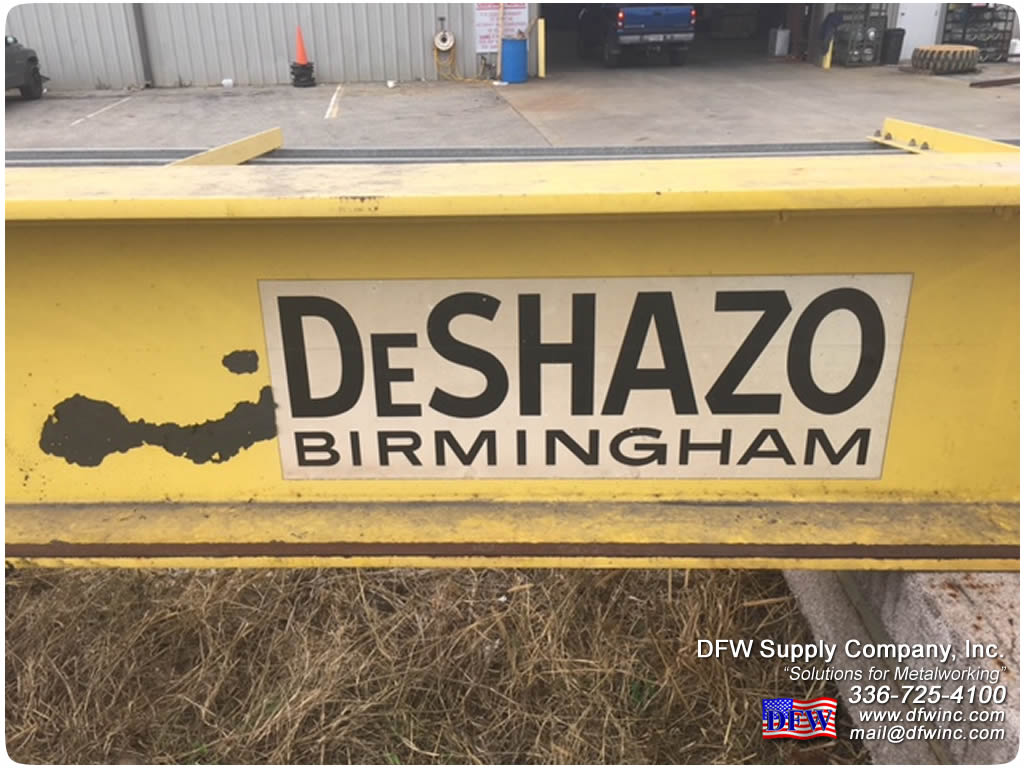 DeSHAZO
BIRMINGHAM
DFW Supply Company, Inc.
“Solutions for Metalworking”
336-725-4100
DFW
www.dfwinc.com
mail@dfwinc.com